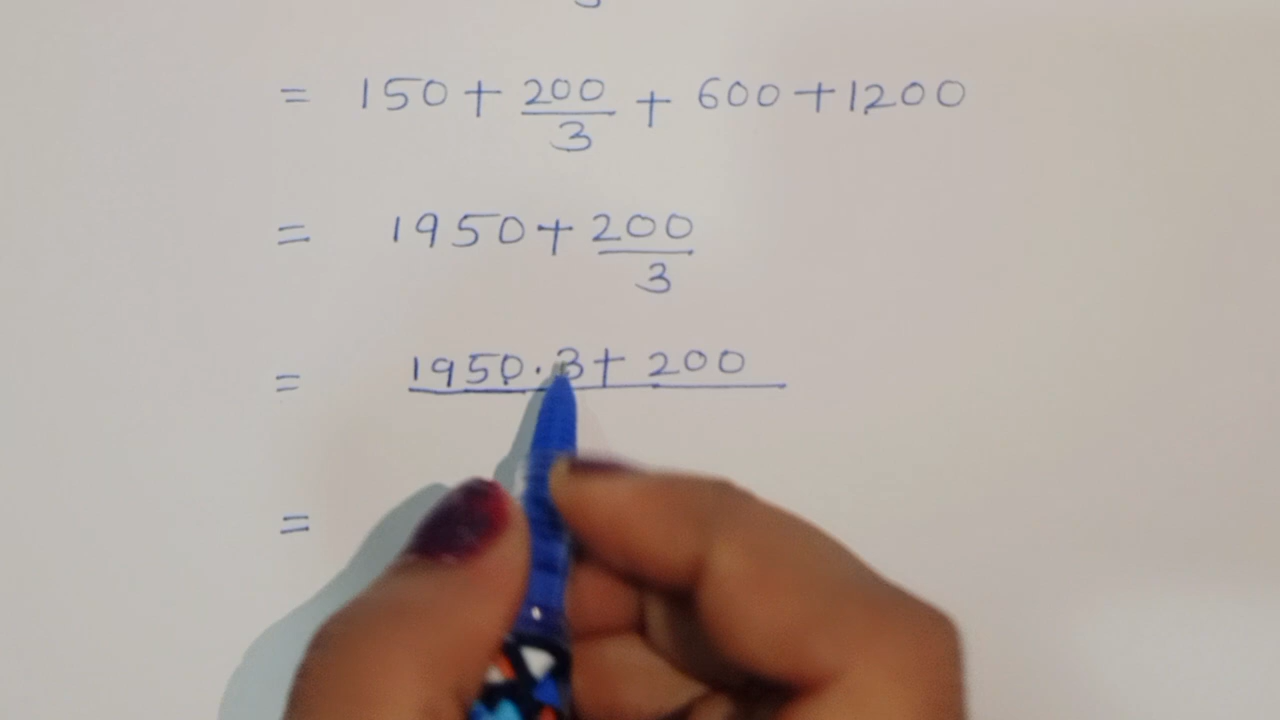 = 150 + 200/3 + 600 + 1200
= 1950 + 200/3
= 1950 . 3 + 200
=